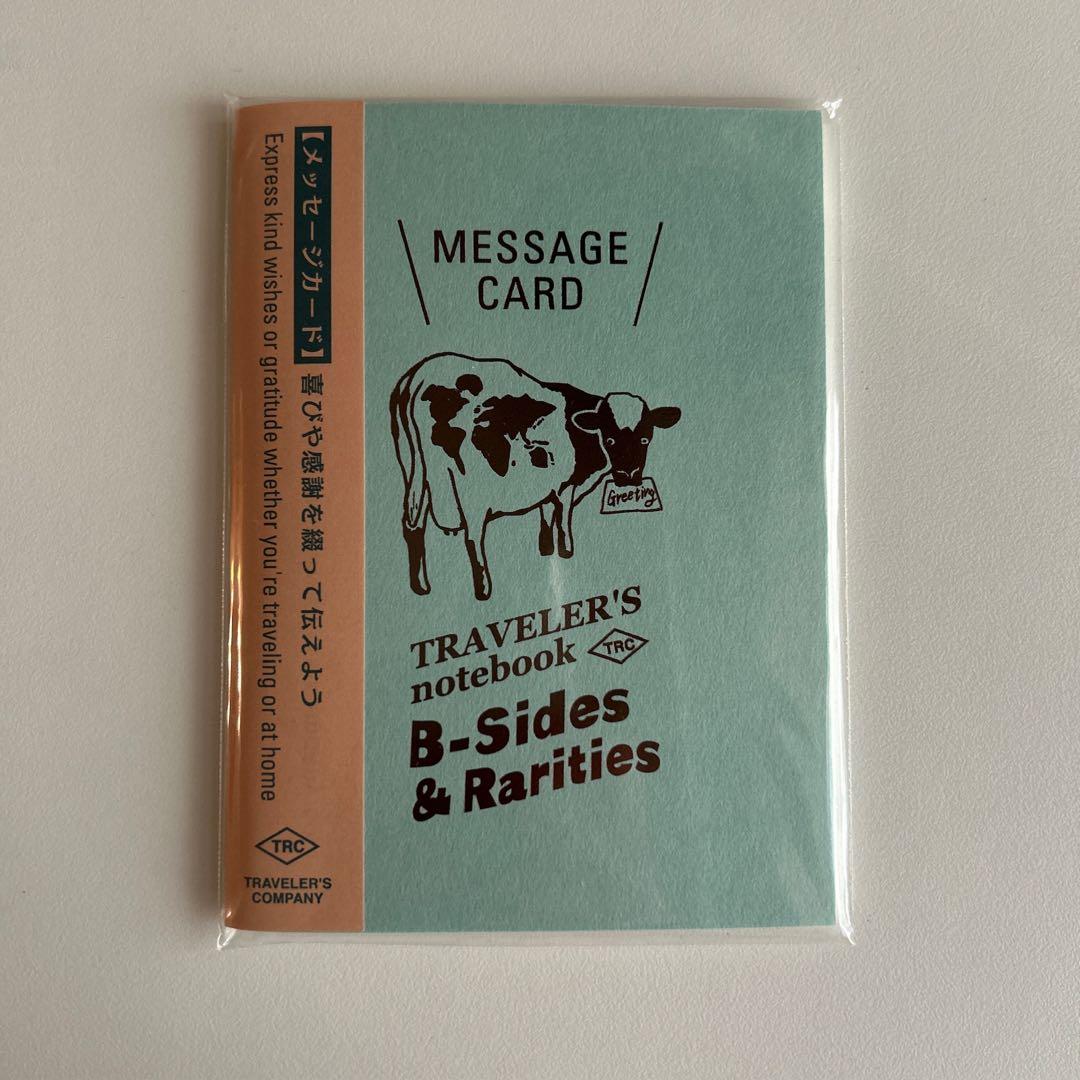 【メッセージカード】喜びや感謝を綴って伝えよう
Express kind wishes or gratitude whether you're traveling or at home
TRC
TRAVELER'S
COMPANY
MESSAGE
CARD
Greeting
TRAVELER'S
notebook TRC
B-Sides
& Rarities